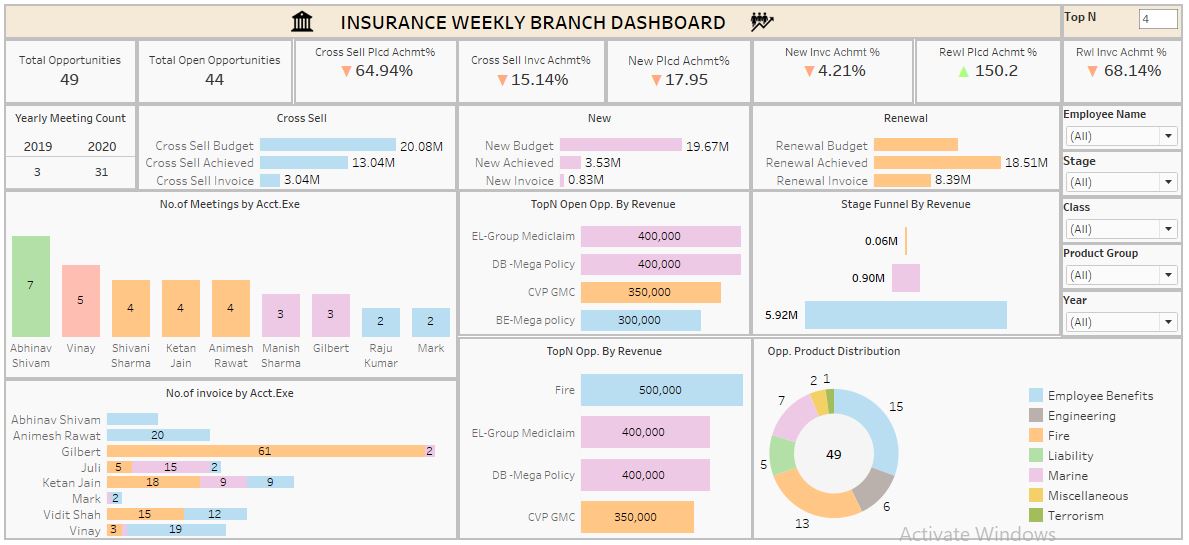 INSURANCE WEEKLY BRANCH DASHBOARD
Top N
4
Total Opportunities
49
Total Open Opportunities
44
Cross Sell Plcd Achmt%
▼ 64.94%
Cross Sell Invc Achmt%
▼ 15.14%
New Plcd Achmt%
▼ 17.95
New Invc Achmt %
▼ 4.21%
Rewl Plcd Achmt %
▲ 150.2
Rwl Invc Achmt %
▼ 68.14%
Yearly Meeting Count
2019 2020
3 31
Cross Sell
Cross Sell Budget 20.08M
Cross Sell Achieved 13.04M
Cross Sell Invoice 3.04M
New
New Budget 19.67M
New Achieved 3.53M
New Invoice 0.83M
Renewal
Renewal Budget
Renewal Achieved 18.51M
Renewal Invoice 8.39M
Employee Name
(All)
Stage
(All)
Class
(All)
Product Group
(All)
Year
(All)
No.of Meetings by Acct.Exe
7 5 4 4 4 3 3 2 2
Abhinav Vinay Shivani Ketan Animesh Manish Gilbert Raju Mark
Shivam Sharma Jain Rawat Sharma Kumar
TopN Open Opp. By Revenue
EL-Group Mediclaim 400,000
DB -Mega Policy 400,000
CVP GMC 350,000
BE-Mega policy 300,000
Stage Funnel By Revenue
0.06M
0.90M
5.92M
No.of invoice by Acct.Exe
Abhinav Shivam
Animesh Rawat 20
Gilbert 61 2
Juli 5 15 2
Ketan Jain 18 9 9
Mark 2
Vidit Shah 15 12
Vinay 3 19
TopN Opp. By Revenue
Fire 500,000
EL-Group Mediclaim 400,000
DB -Mega Policy 400,000
CVP GMC 350,000
Opp. Product Distribution
2 1
7 15
49
5
6
13
Employee Benefits
Engineering
Fire
Liability
Marine
Miscellaneous
Terrorism
Activate Windows